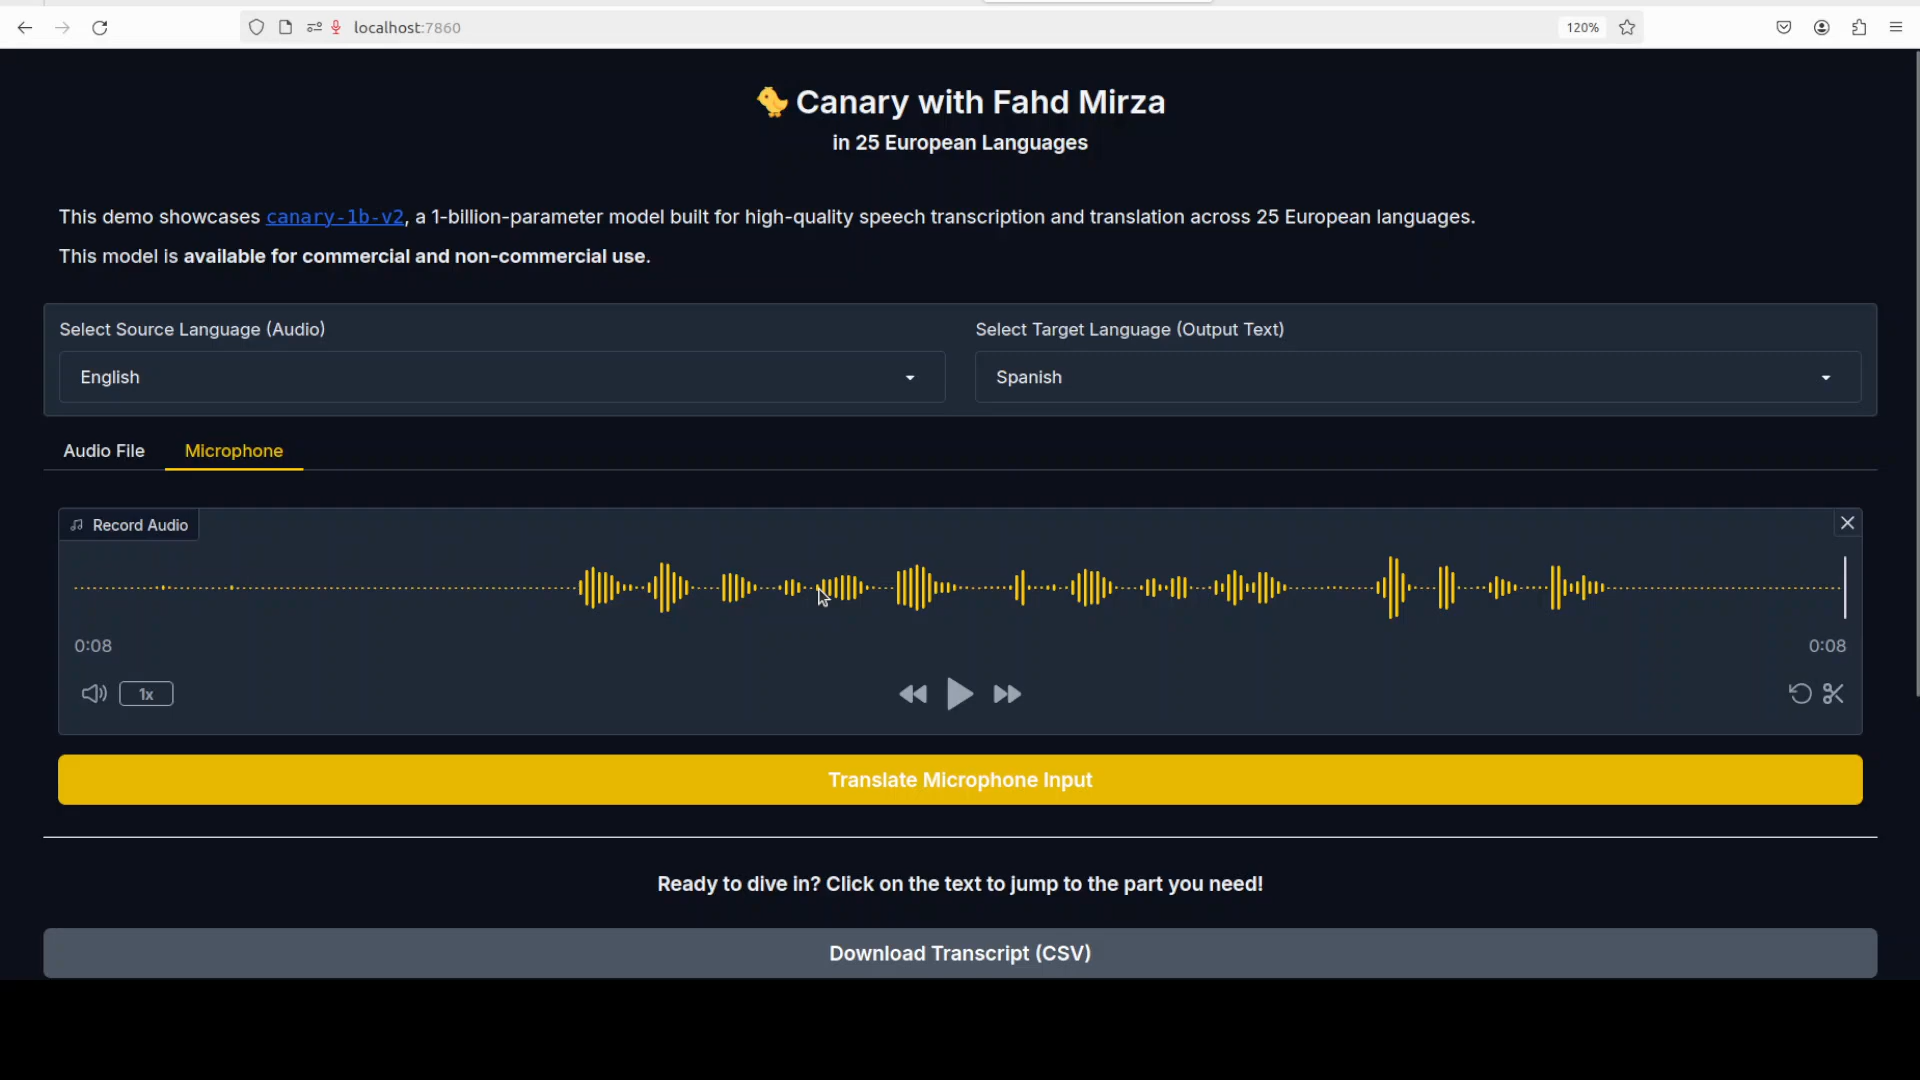 localhost:7860
120%
🐤 Canary with Fahd Mirza
in 25 European Languages
This demo showcases canary-1b-v2, a 1-billion-parameter model built for high-quality speech transcription and translation across 25 European languages.
This model is available for commercial and non-commercial use.
Select Source Language (Audio)
Select Target Language (Output Text)
English
Spanish
Audio File
Microphone
Record Audio
0:08
0:08
1x
Translate Microphone Input
Ready to dive in? Click on the text to jump to the part you need!
Download Transcript (CSV)